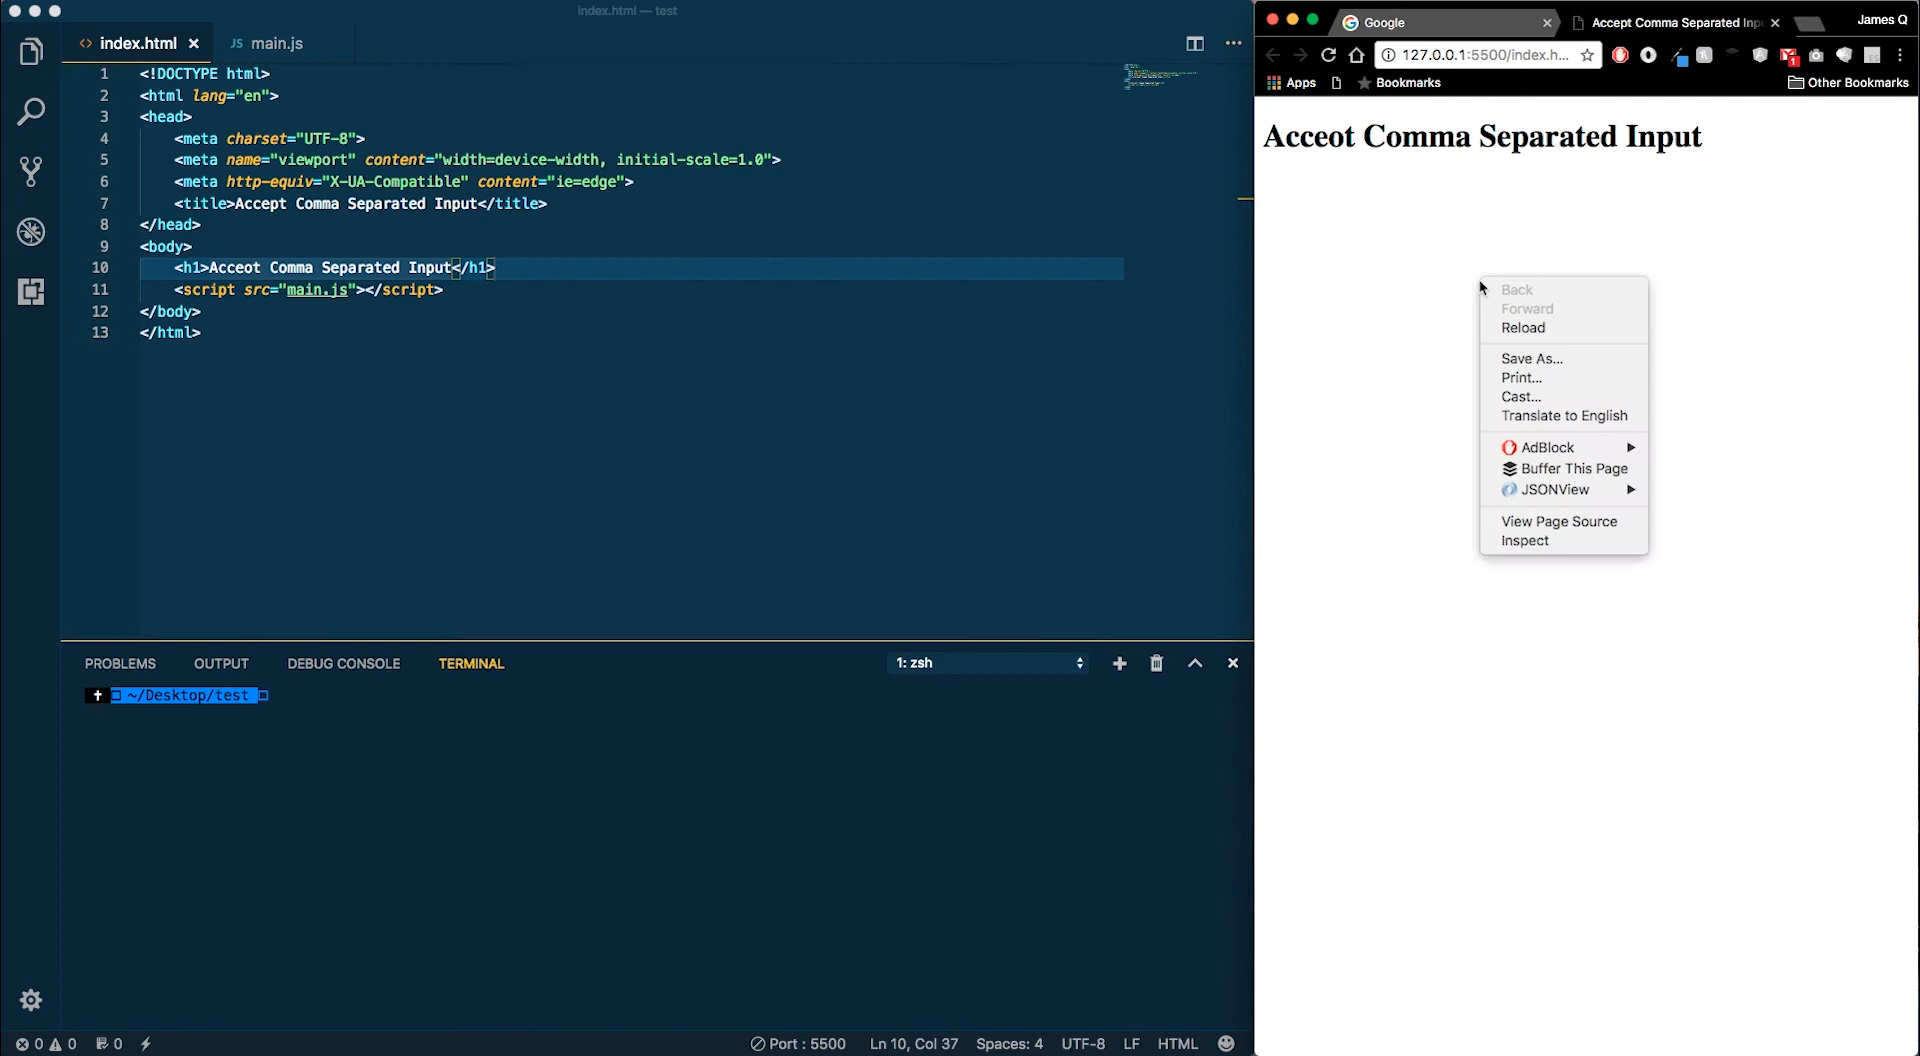 index.html — test
<> index.html ×
JS main.js
1 <!DOCTYPE html>
2 <html lang="en">
3 <head>
4 <meta charset="UTF-8">
5 <meta name="viewport" content="width=device-width, initial-scale=1.0">
6 <meta http-equiv="X-UA-Compatible" content="ie=edge">
7 <title>Accept Comma Separated Input</title>
8 </head>
9 <body>
10 <h1>Acceot Comma Separated Input</h1>
11 <script src="main.js"></script>
12 </body>
13 </html>
PROBLEMS OUTPUT DEBUG CONSOLE TERMINAL
1: zsh
~/Desktop/test
0 0 0
Port : 5500 Ln 10, Col 37 Spaces: 4 UTF-8 LF HTML
Google
Accept Comma Separated Inp
James Q
127.0.0.1:5500/index.h...
1
Apps Bookmarks Other Bookmarks
Acceot Comma Separated Input
Back
Forward
Reload
Save As...
Print...
Cast...
Translate to English
AdBlock
Buffer This Page
JSONView
View Page Source
Inspect